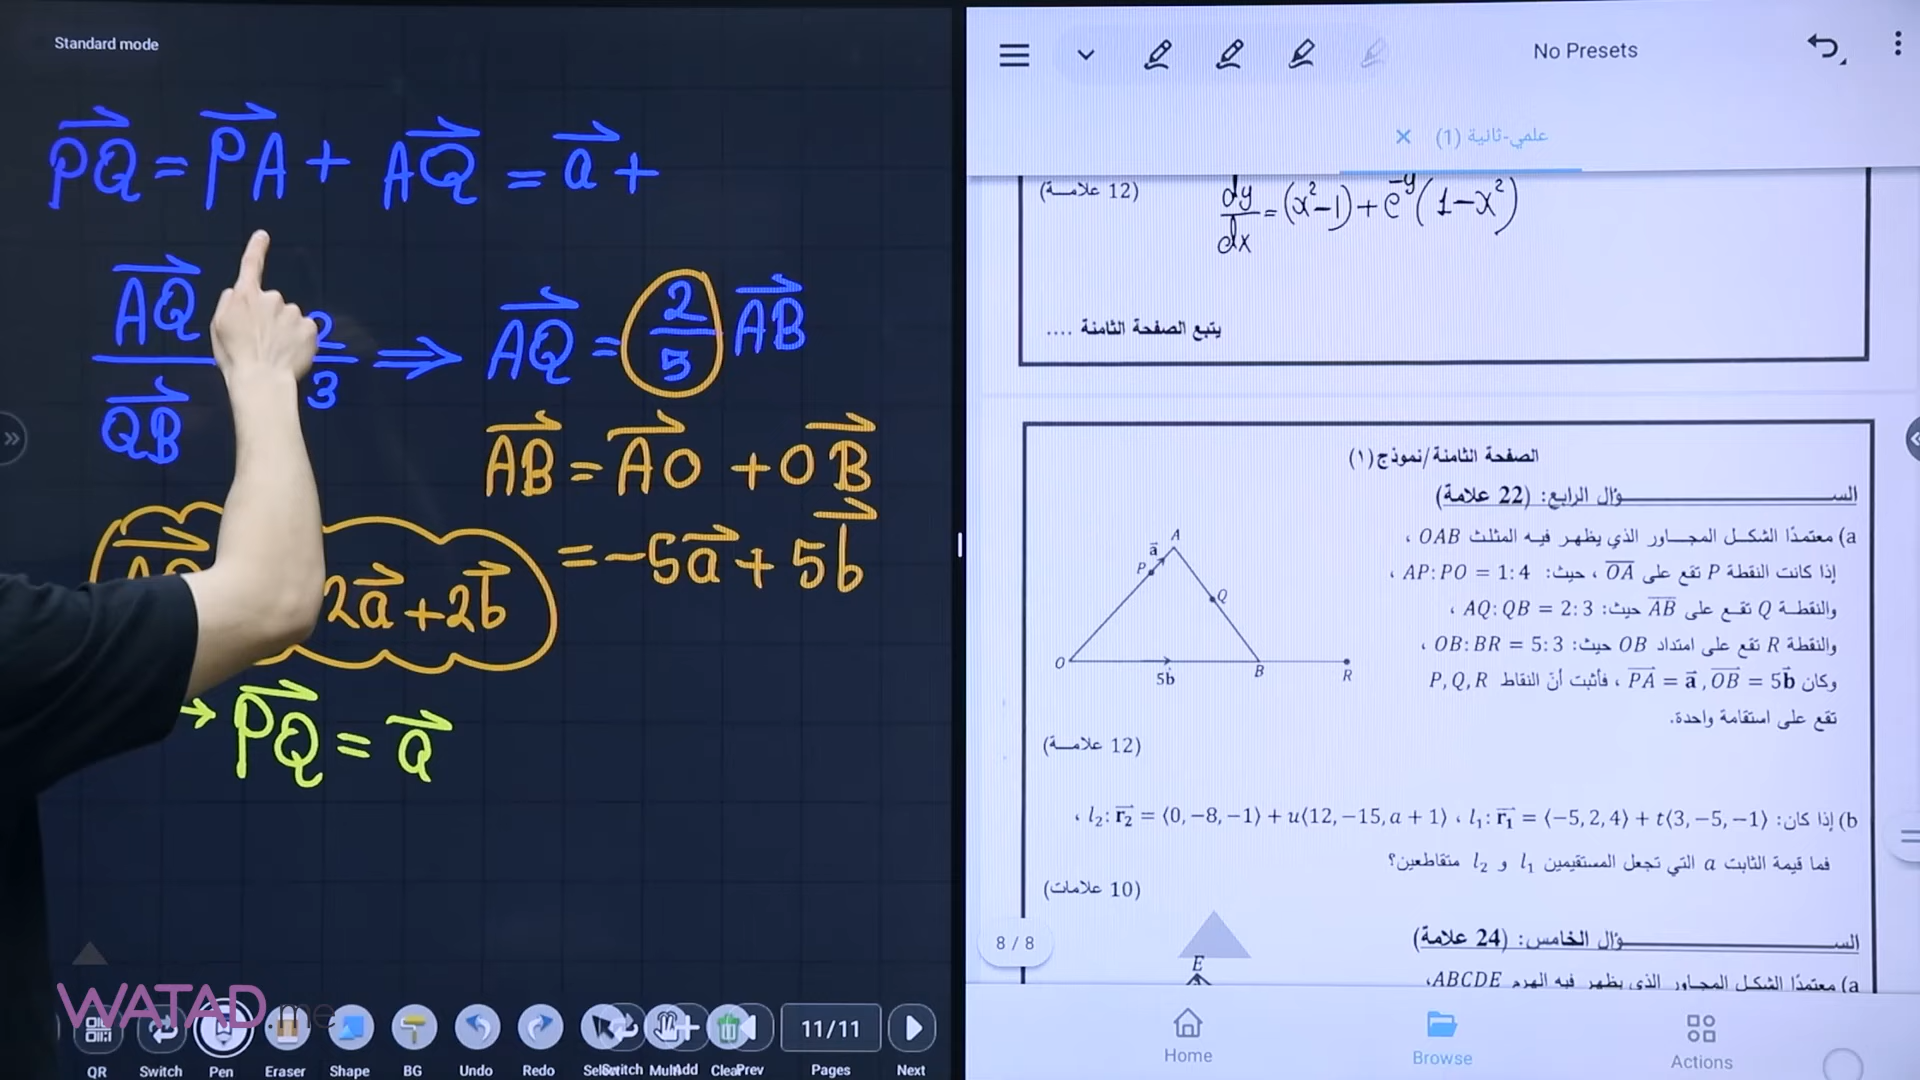 Standard mode
PQ = PA + AQ = a +
AQ
QB
2
3
⇒ AQ = 2/5 AB
AB = AO + OB
= -5a + 5b
2a + 2b
→ PQ = a
WATAD.me
QR Switch Pen Eraser Shape BG Undo Redo
11/11
Pages
Next
No Presets
علمي-ثانية (1) ×
(12 علامة)
dy/dx = (x²-1) + e^-y (1-x²)
يتبع الصفحة الثامنة ....
الصفحة الثامنة/نموذج(١)
الســـؤال الرابع: (22 علامة)
a) معتمدًا الشكل المجاور الذي يظهر فيه المثلث OAB ،
إذا كانت النقطة P تقع على OA ، حيث: AP:PO = 1:4 ،
والنقطة Q تقع على AB حيث: AQ:QB = 2:3 ،
والنقطة R تقع على امتداد OB حيث: OB:BR = 5:3 ،
وكان PA = a , OB = 5b ، فأثبت أنّ النقاط P, Q, R
تقع على استقامة واحدة.
(12 علامة)
A
a
P
Q
O
5b
B
R
b) إذا كان: l₁: r₁ = ⟨−5, 2, 4⟩ + t⟨3, −5, −1⟩ ، l₂: r₂ = ⟨0, −8, −1⟩ + u⟨12, −15, a + 1⟩ ،
فما قيمة الثابت a التي تجعل المستقيمين l₁ و l₂ متقاطعين؟
(10 علامات)
8 / 8
الســـؤال الخامس: (24 علامة)
E
a) معتمدًا الشكل المجاور الذي يظهر فيه الهرم ABCDE،
Home
Browse
Actions